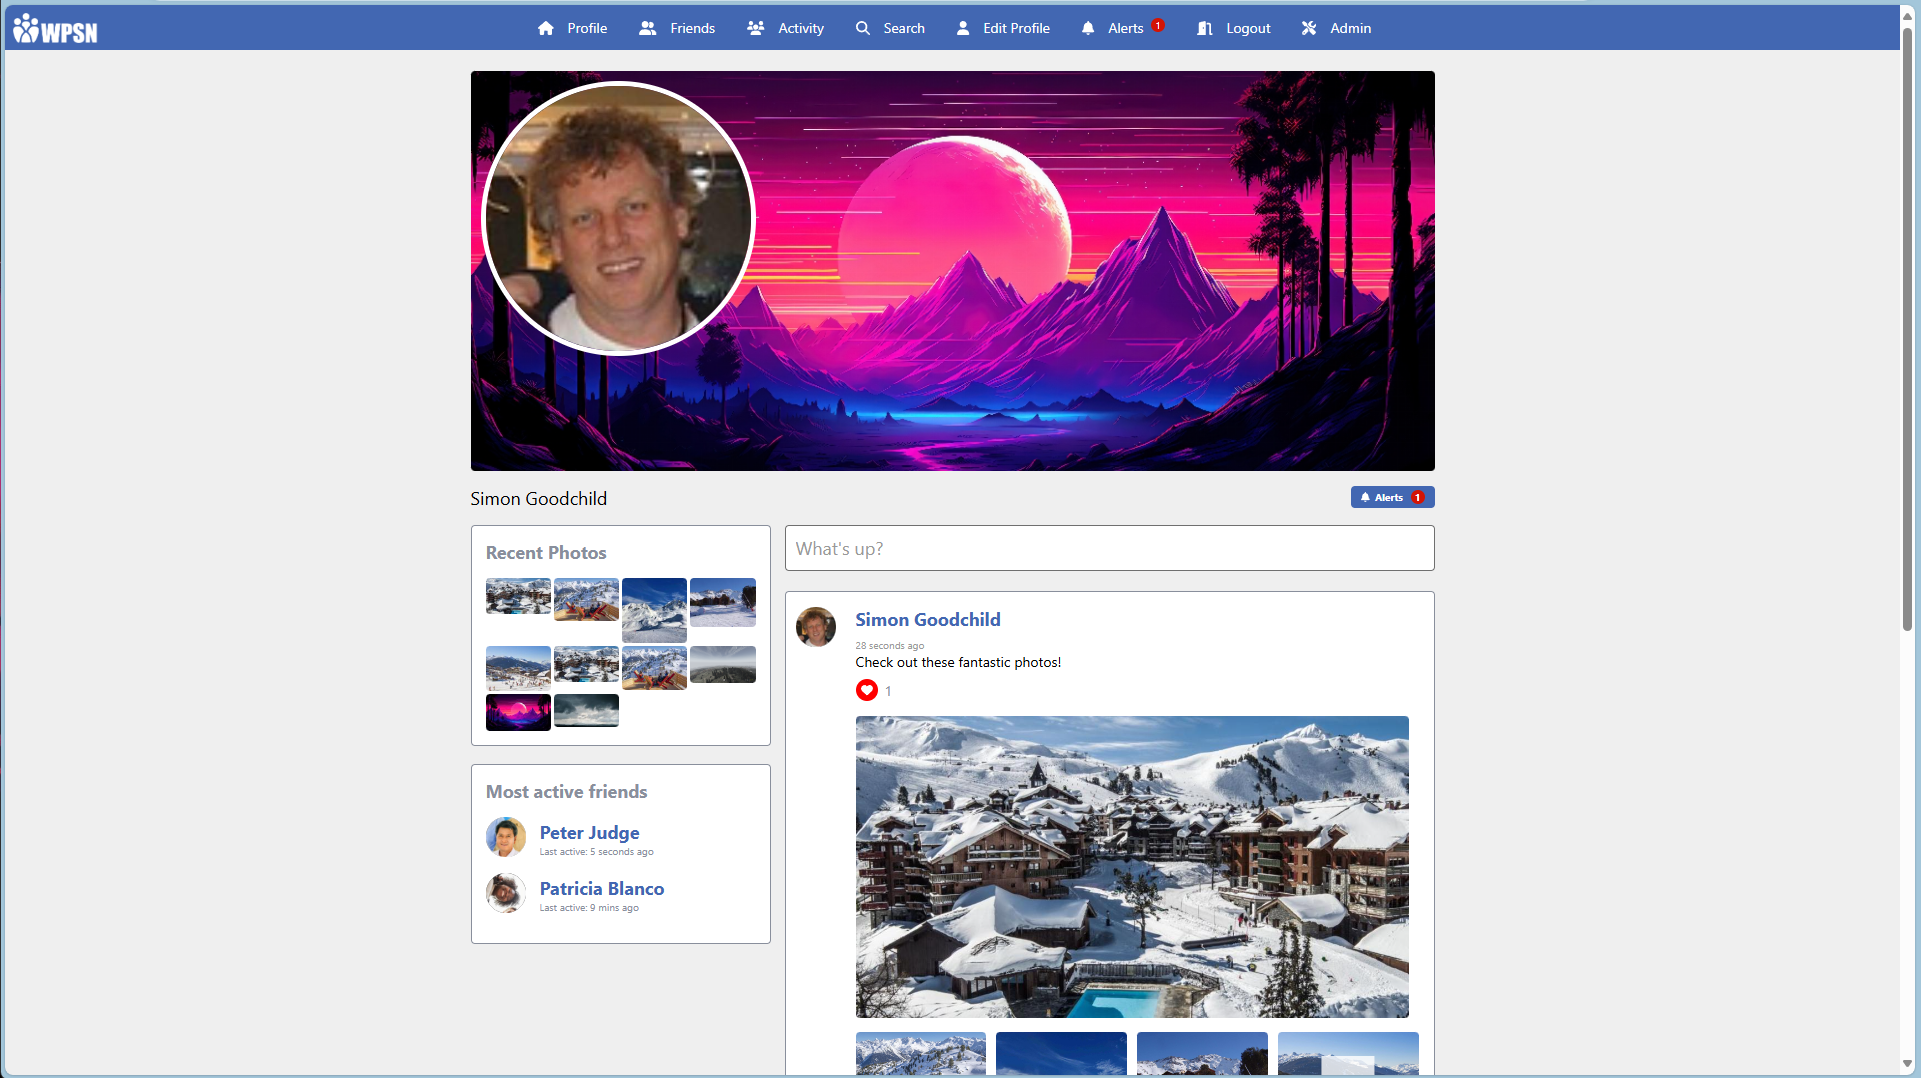 WPSN
Profile
Friends
Activity
Search
Edit Profile
Alerts 1
Logout
Admin
Simon Goodchild
Alerts 1
Recent Photos
What's up?
Simon Goodchild
28 seconds ago
Check out these fantastic photos!
1
Most active friends
Peter Judge
Last active: 5 seconds ago
Patricia Blanco
Last active: 9 mins ago